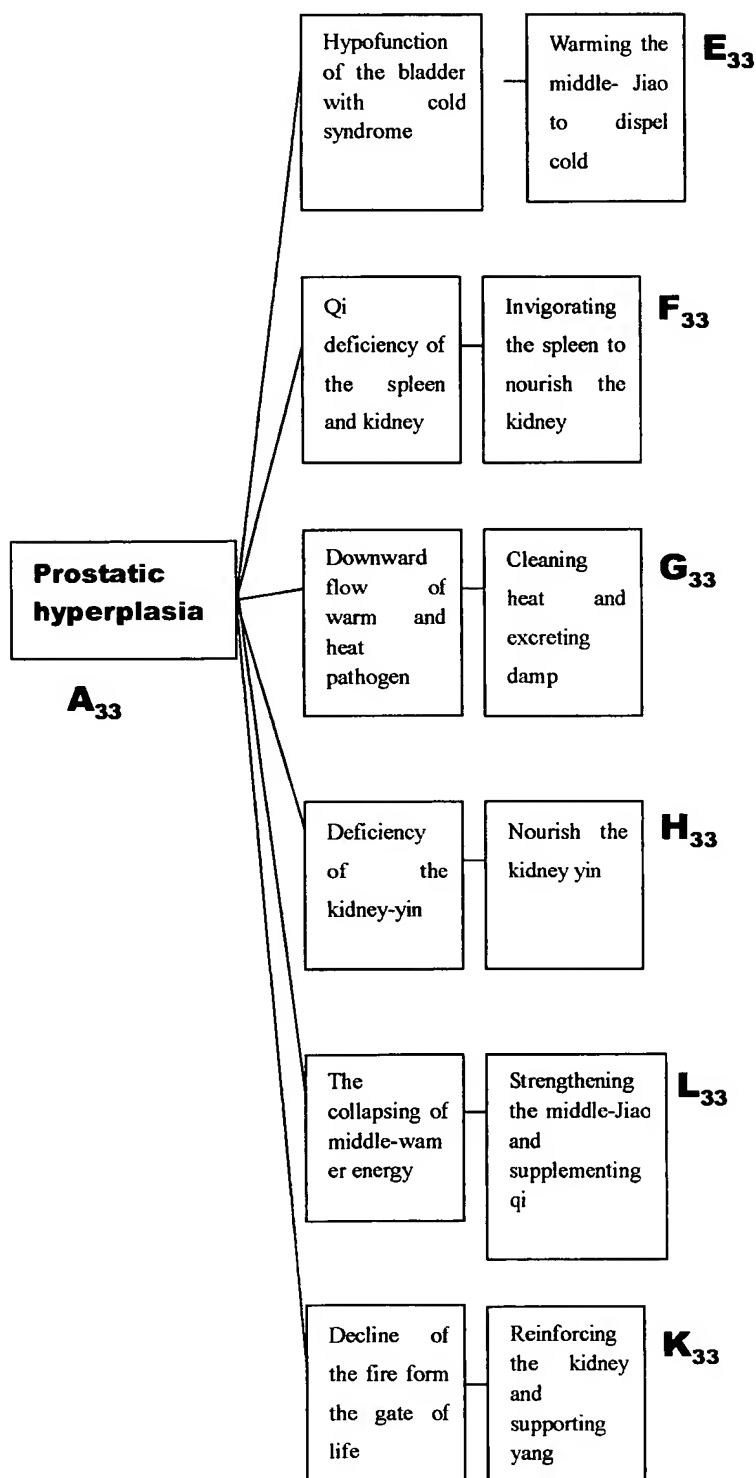 Hypofunction
of the bladder
with cold
syndrome
Warming the
middle- Jiao
to dispel
cold
E33
Qi
deficiency of
the spleen
and kidney
Invigorating
the spleen to
nourish the
kidney
F33
Prostatic
hyperplasia
A33
Downward
flow of
warm and
heat
pathogen
Cleaning
heat and
excreting
damp
G33
Deficiency
of the
kidney-yin
Nourish the
kidney yin
H33
The
collapsing of
middle-wam
er energy
Strengthening
the middle-Jiao
and
supplementing
qi
L33
Decline of
the fire form
the gate of
life
Reinforcing
the kidney
and
supporting
yang
K33